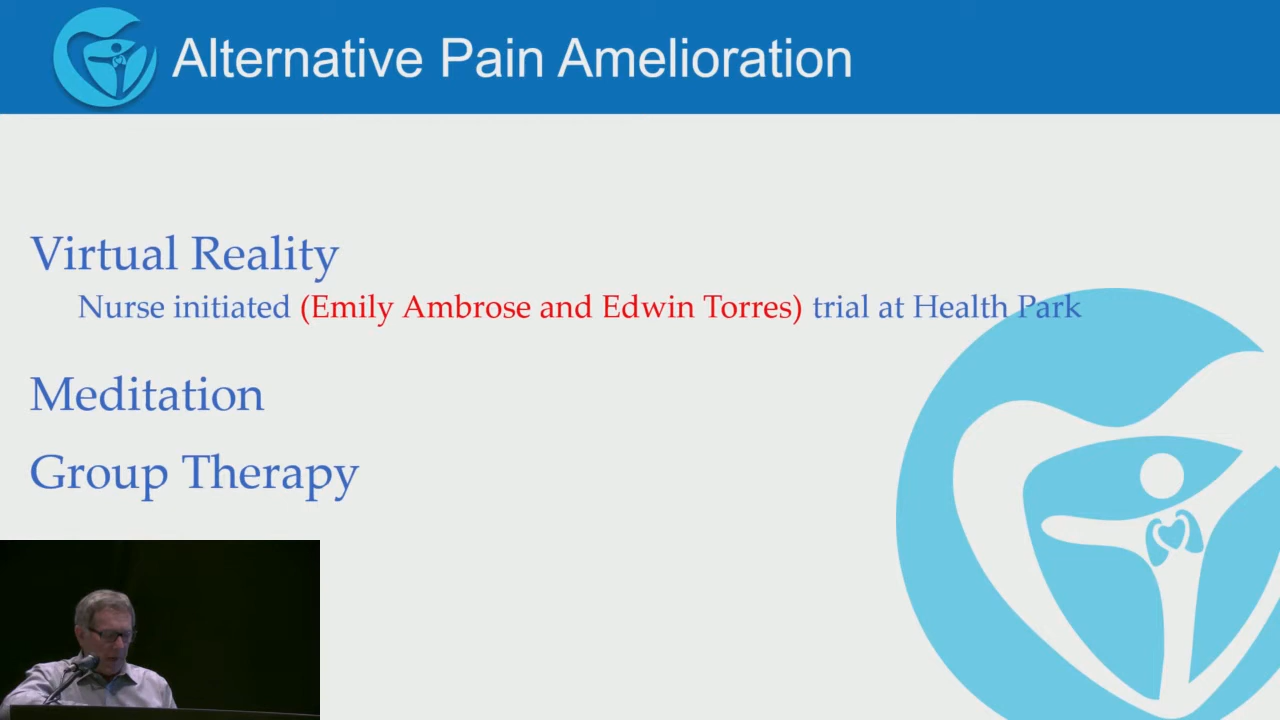 Alternative Pain Amelioration
Virtual Reality
Nurse initiated (Emily Ambrose and Edwin Torres) trial at Health Park
Meditation
Group Therapy